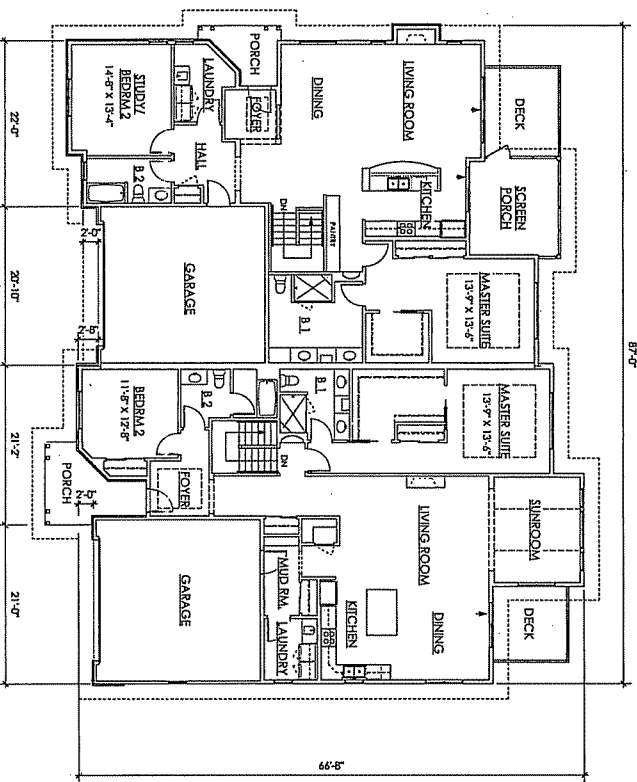 PORCH
DECK
LAUNDRY
STUDY/
BEDRM 2
14'-8" X 13'-4"
FOYER
DINING
LIVING ROOM
22'-0"
HALL
B 2
KITCHEN
SCREEN
PORCH
DN
PANTRY
2'-0"
GARAGE
20'-10"
MASTER SUITE
13'-9" X 13'-6"
B 1
2'-8"
87'-0"
BEDRM 2
11'-8" X 12'-8"
B 2
B 1
MASTER SUITE
13'-9" X 13'-6"
21'-2"
DN
PORCH
FOYER
2'-0"
SUNROOM
LIVING ROOM
GARAGE
MUD RM.
KITCHEN
DINING
DECK
21'-0"
LAUNDRY
66'-8"